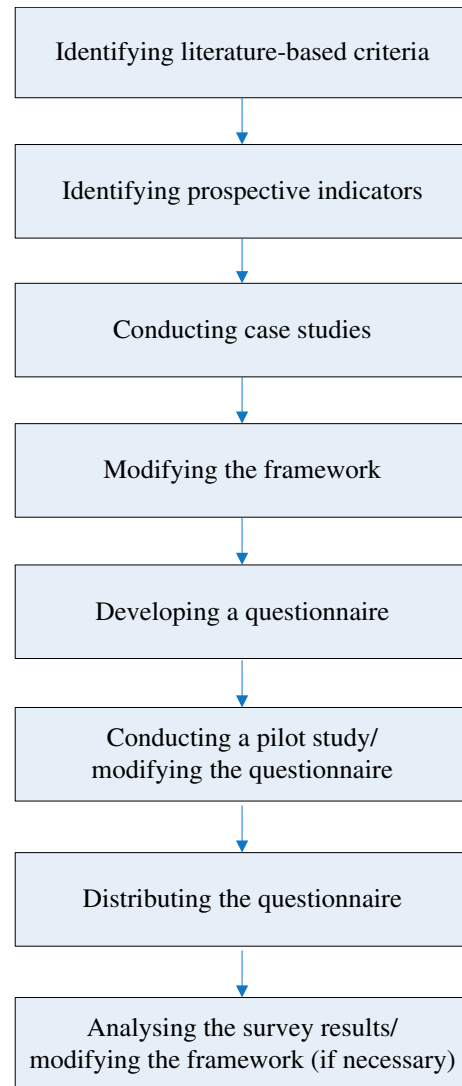 Identifying literature-based criteria
Identifying prospective indicators
Conducting case studies
Modifying the framework
Developing a questionnaire
Conducting a pilot study/
modifying the questionnaire
Distributing the questionnaire
Analysing the survey results/
modifying the framework (if necessary)